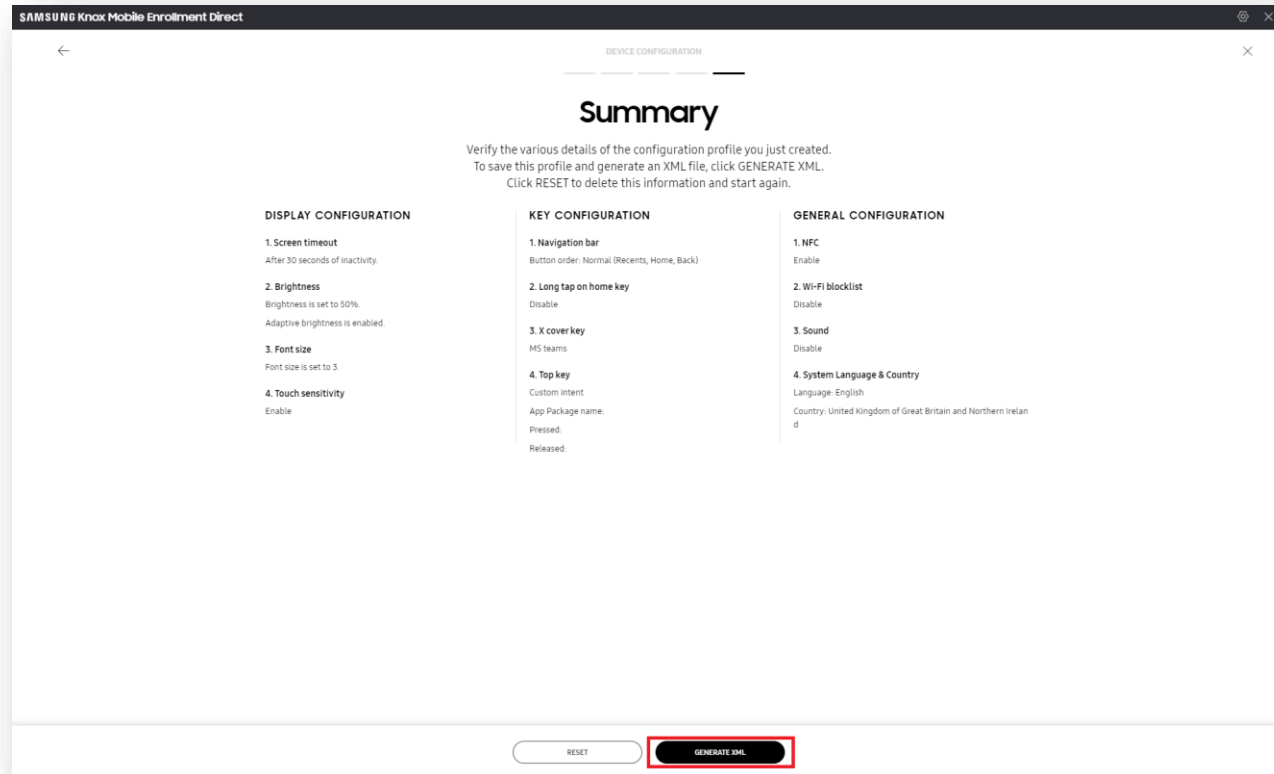 SAMSUNG Knox Mobile Enrollment Direct
DEVICE CONFIGURATION
Summary
Verify the various details of the configuration profile you just created.
To save this profile and generate an XML file, click GENERATE XML.
Click RESET to delete this information and start again.
DISPLAY CONFIGURATION
1. Screen timeout
After 30 seconds of inactivity.
2. Brightness
Brightness is set to 50%.
Adaptive brightness is enabled.
3. Font size
Font size is set to 3.
4. Touch sensitivity
Enable
KEY CONFIGURATION
1. Navigation bar
Button order: Normal (Recents, Home, Back)
2. Long tap on home key
Disable
3. X cover key
MS teams
4. Top key
Custom intent
App Package name:
Pressed:
Released:
GENERAL CONFIGURATION
1. NFC
Enable
2. Wi-Fi blocklist
Disable
3. Sound
Disable
4. System Language & Country
Language: English
Country: United Kingdom of Great Britain and Northern Irelan
d
RESET
GENERATE XML